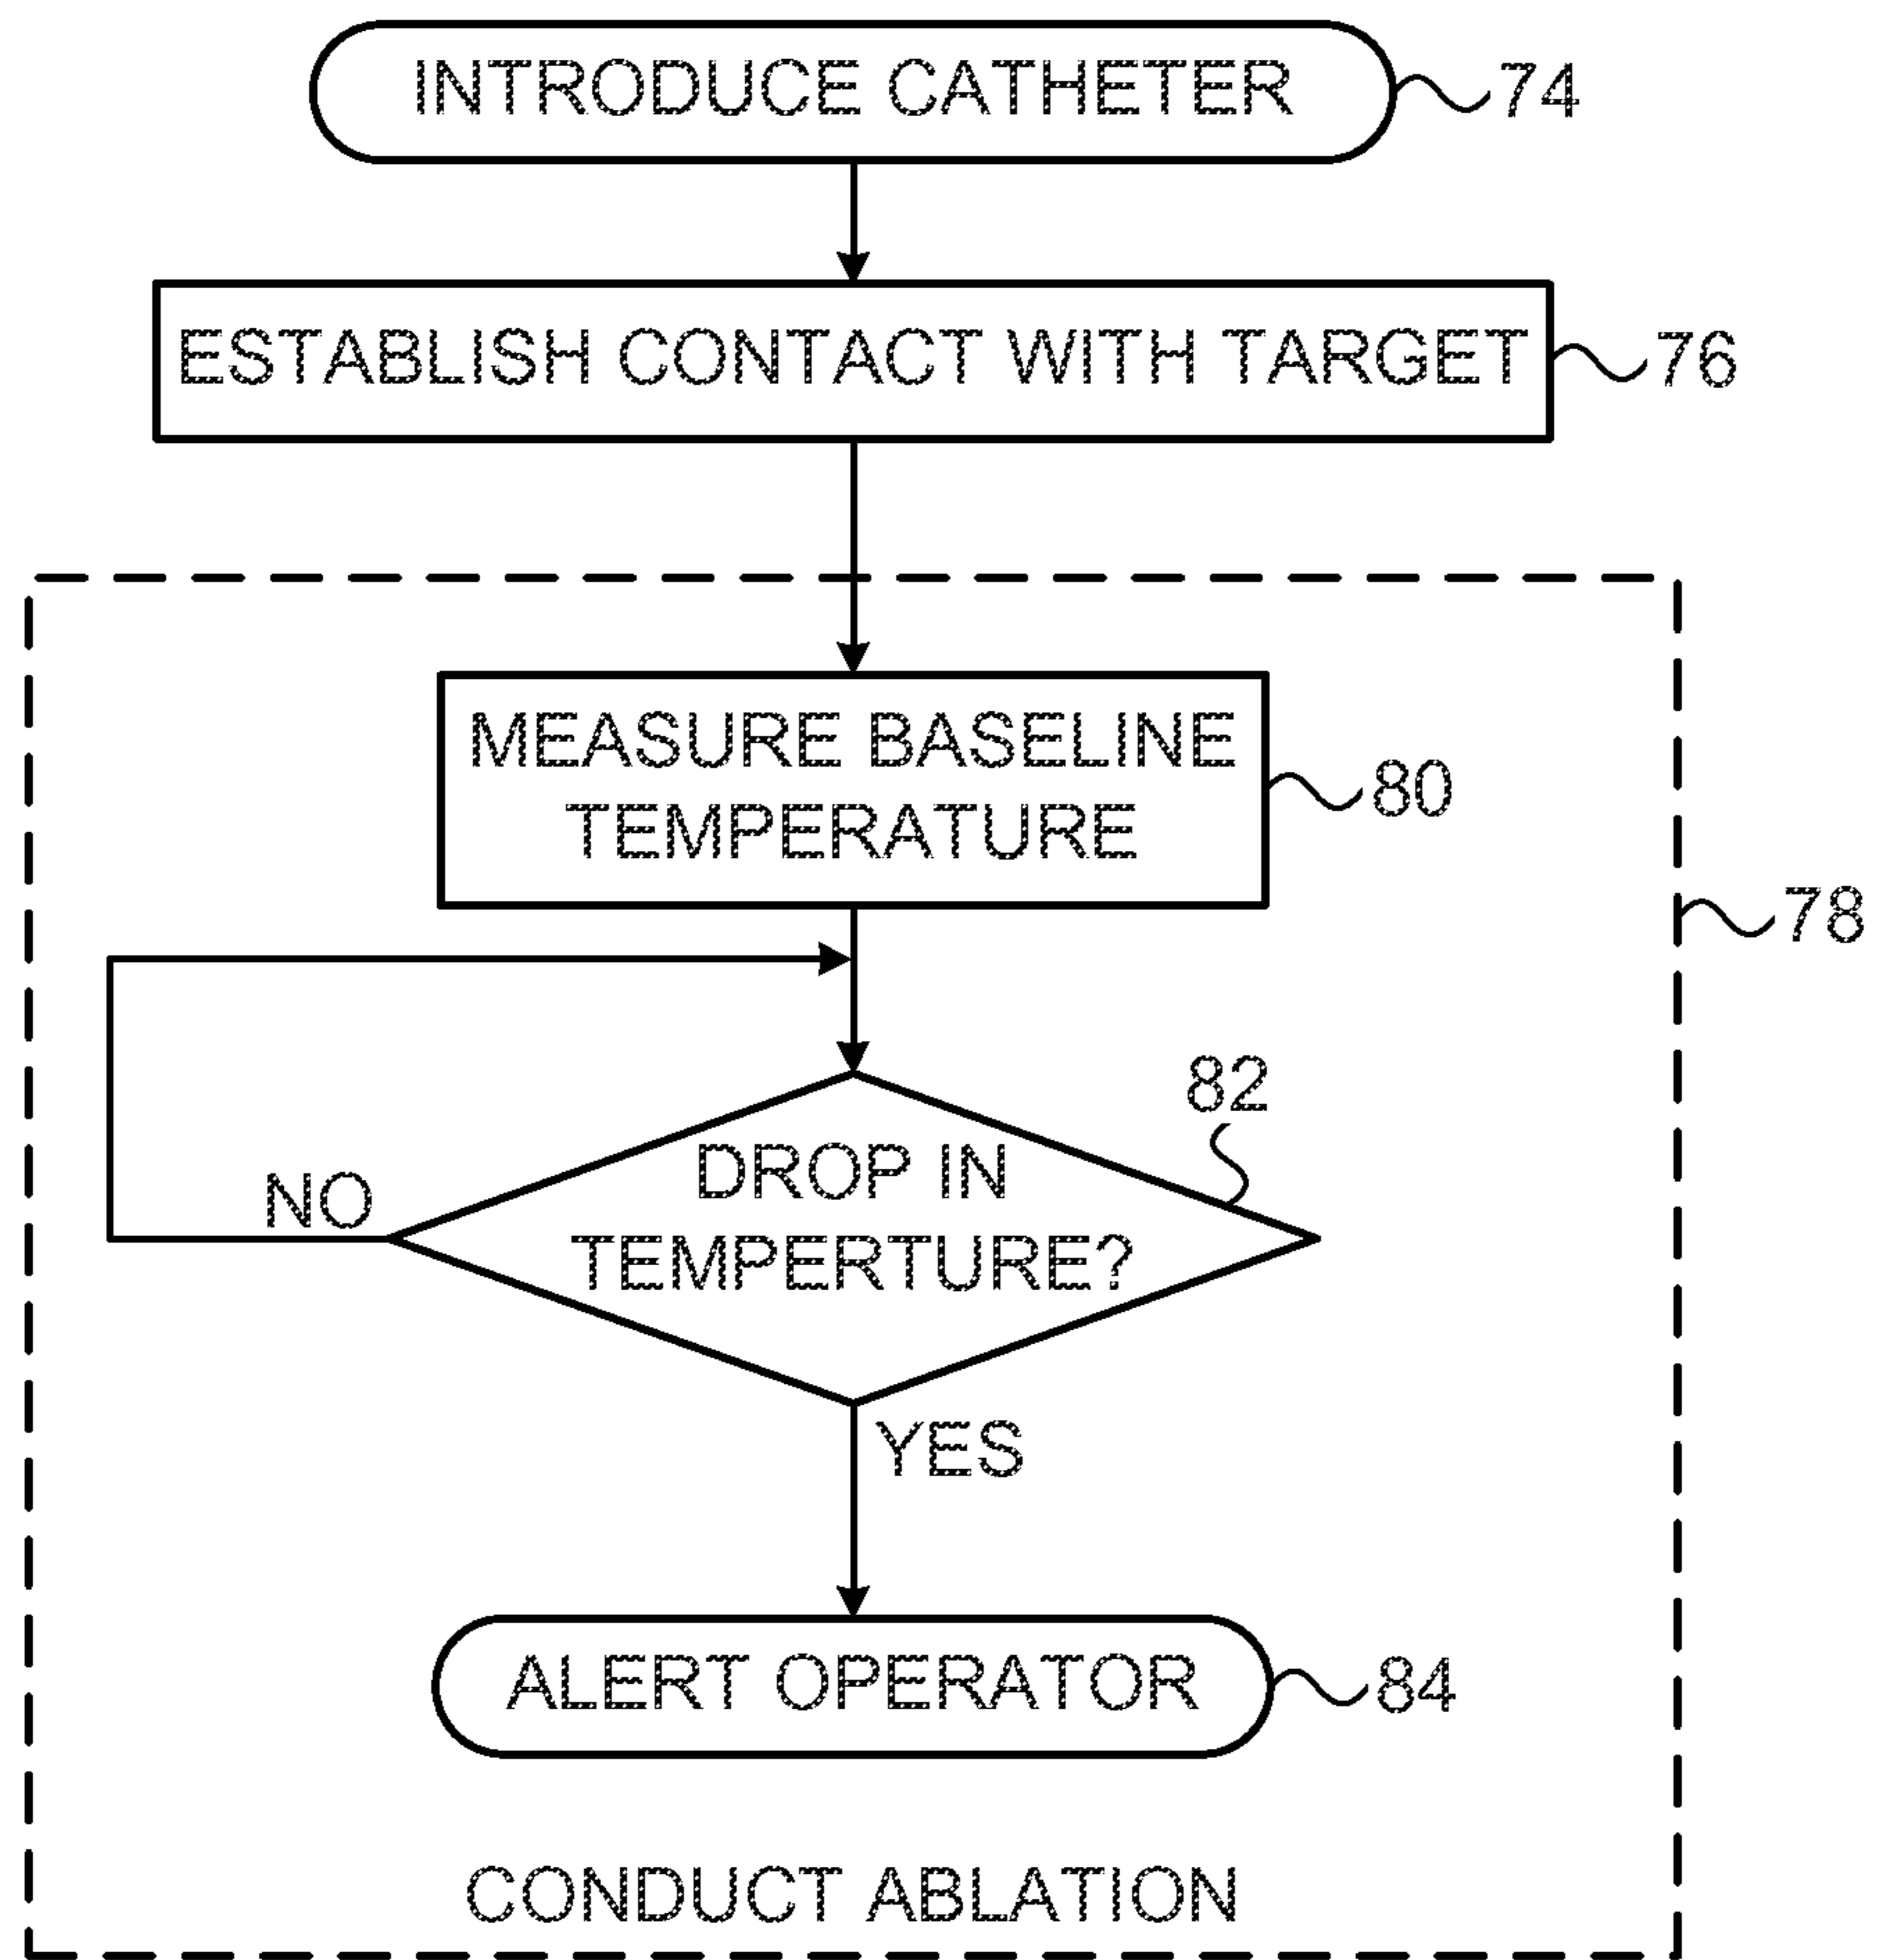 INTRODUCE CATHETER
74
ESTABLISH CONTACT WITH TARGET
76
MEASURE BASELINE
TEMPERATURE
80
78
82
DROP IN
TEMPERTURE?
NO
YES
ALERT OPERATOR
84
CONDUCT ABLATION